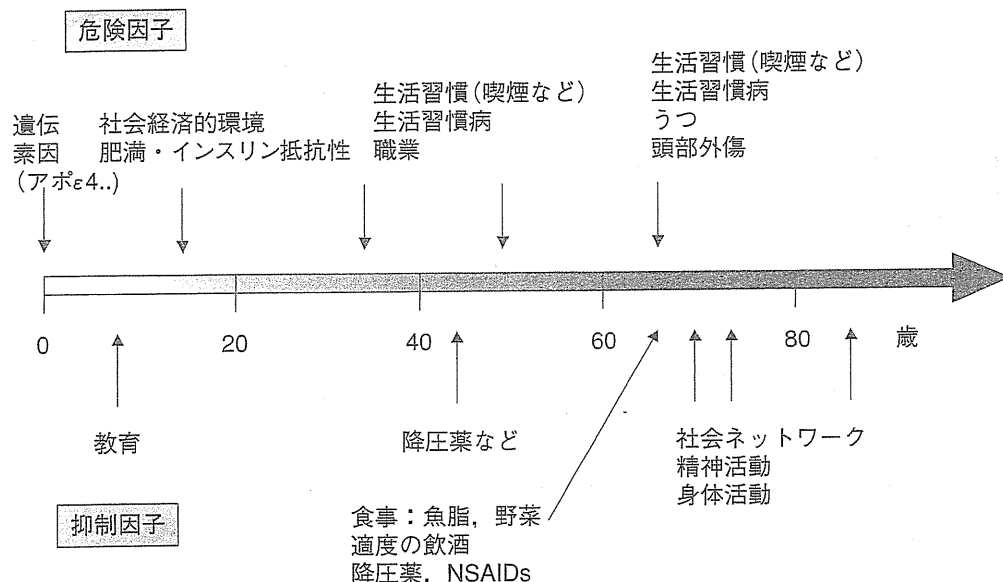 危険因子
遺伝
素因
(アポε4..)
社会経済的環境
肥満・インスリン抵抗性
生活習慣(喫煙など)
生活習慣病
職業
生活習慣(喫煙など)
生活習慣病
うつ
頭部外傷
0
20
40
60
80
歳
教育
降圧薬など
食事:魚脂,野菜
適度の飲酒
降圧薬,NSAIDs
社会ネットワーク
精神活動
身体活動
抑制因子